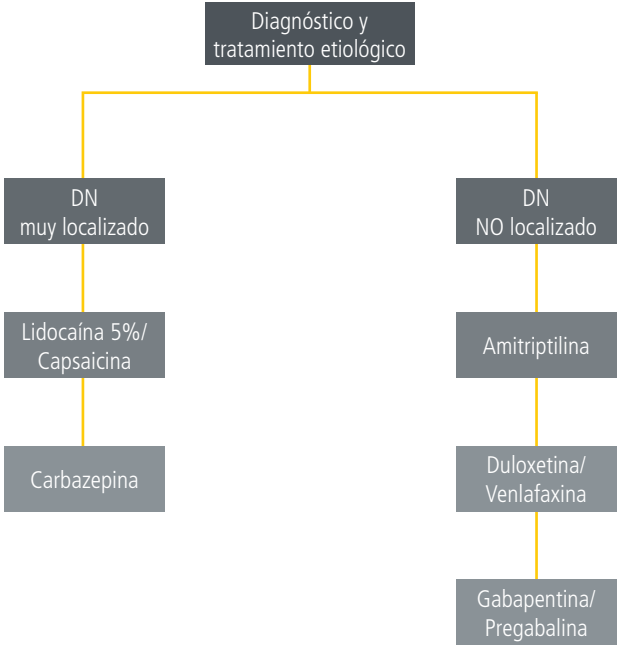 Diagnóstico y
tratamiento etiológico
DN
muy localizado
DN
NO localizado
Lidocaína 5%/
Capsaicina
Amitriptilina
Carbazepina
Duloxetina/
Venlafaxina
Gabapentina/
Pregabalina